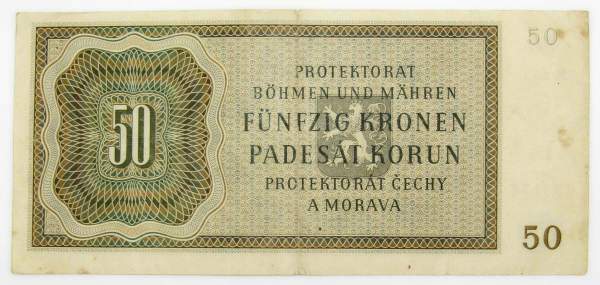 50
PROTEKTORAT
BÖHMEN UND MÄHREN
FÜNFZIG KRONEN
PADESÁT KORUN
PROTEKTORÁT ČECHY
A MORAVA
50
50